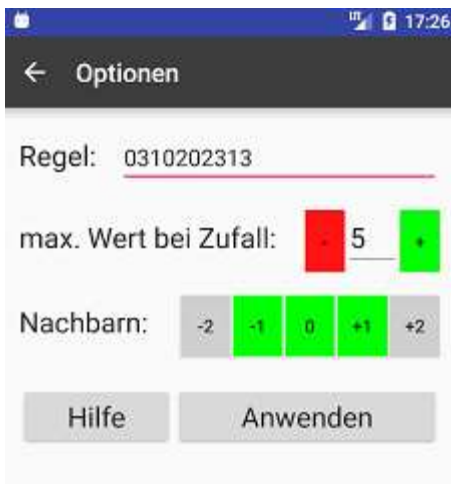 17:26
← Optionen
Regel: 0310202313
max. Wert bei Zufall: - 5 +
Nachbarn: -2 -1 0 +1 +2
Hilfe Anwenden